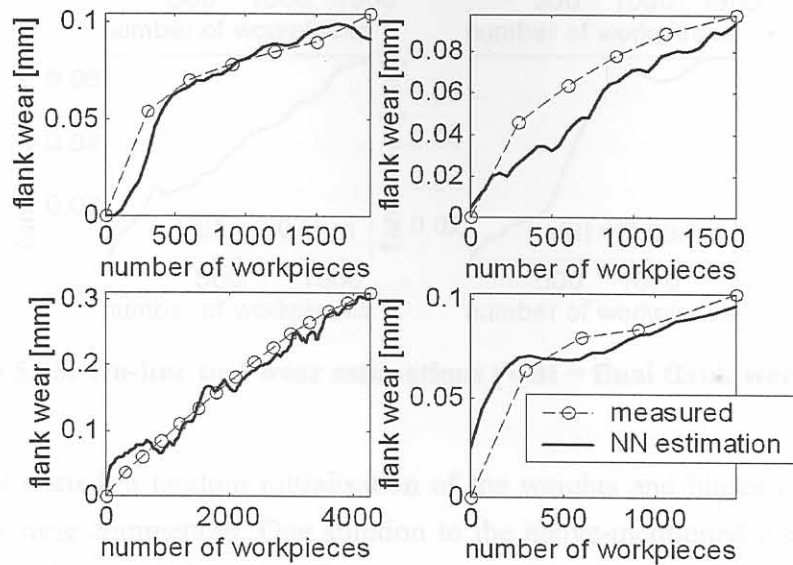 flank wear [mm]
0.1
0.05
0
0 500 1000 1500
number of workpieces
flank wear [mm]
0.08
0.06
0.04
0.02
0
0 500 1000 1500
number of workpieces
flank wear [mm]
0.3
0.2
0.1
0
0 2000 4000
number of workpieces
flank wear [mm]
0.1
0.05
0
0 500 1000
number of workpieces
measured
NN estimation